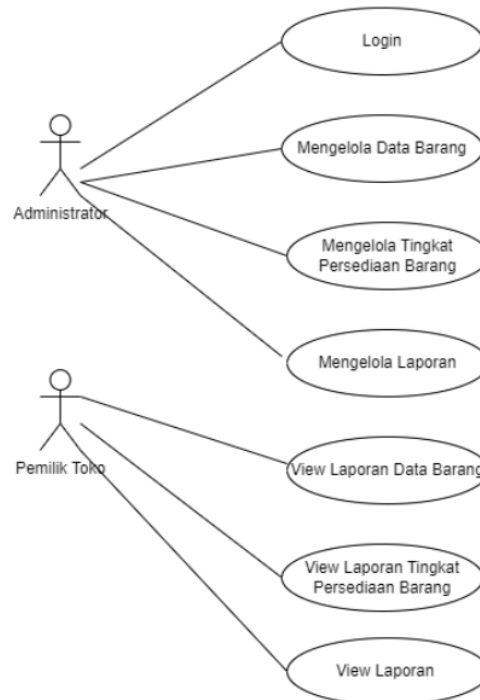 Login
Mengelola Data Barang
Administrator
Mengelola Tingkat
Persediaan Barang
Mengelola Laporan
Pemilik Toko
View Laporan Data Barang
View Laporan Tingkat
Persediaan Barang
View Laporan